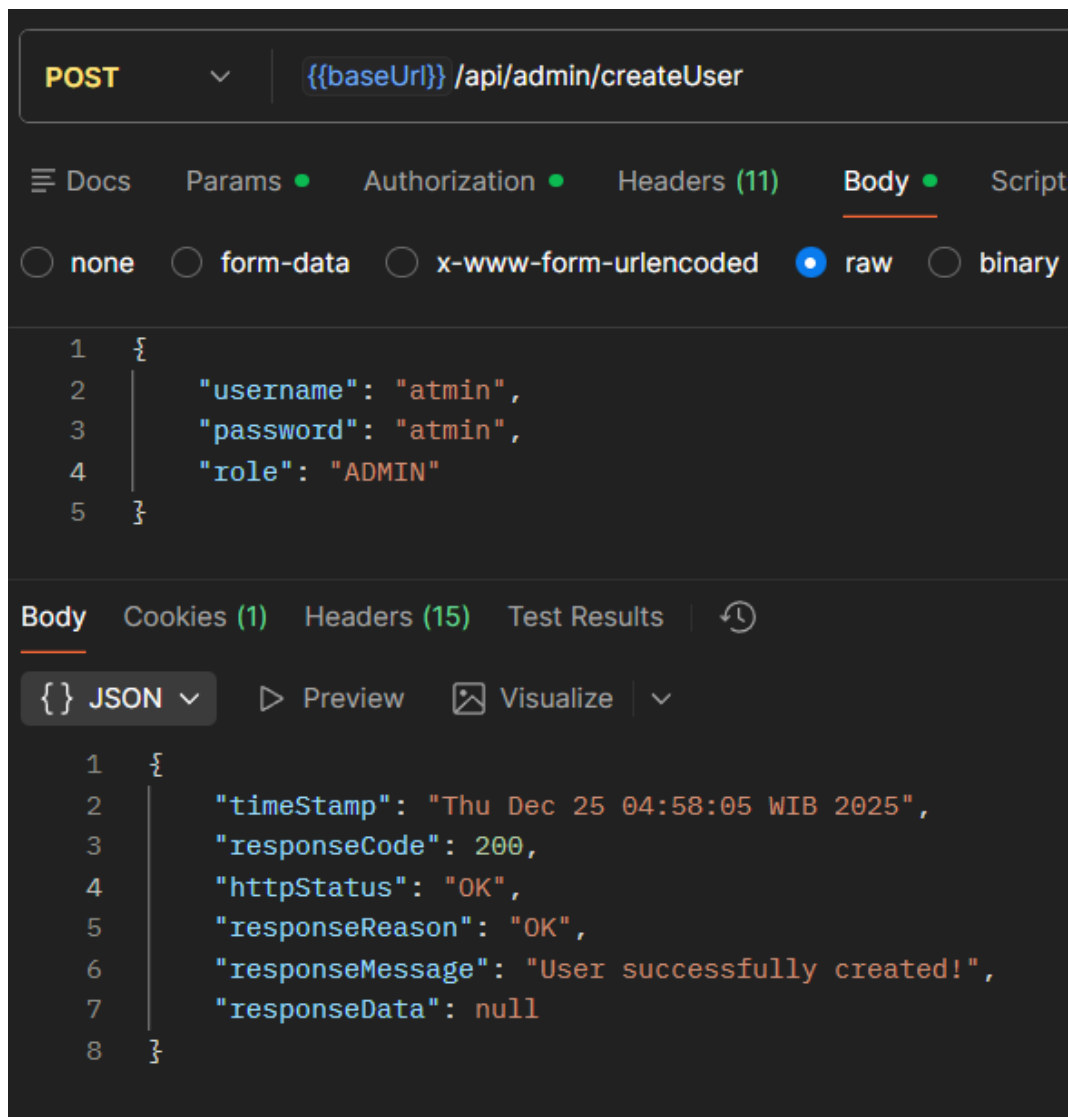 POST {{baseUrl}}/api/admin/createUser
Docs Params Authorization Headers (11) Body Script
none form-data x-www-form-urlencoded raw binary
1 {
2 "username": "atmin",
3 "password": "atmin",
4 "role": "ADMIN"
5 }
Body Cookies (1) Headers (15) Test Results
{} JSON Preview Visualize
1 {
2 "timeStamp": "Thu Dec 25 04:58:05 WIB 2025",
3 "responseCode": 200,
4 "httpStatus": "OK",
5 "responseReason": "OK",
6 "responseMessage": "User successfully created!",
7 "responseData": null
8 }